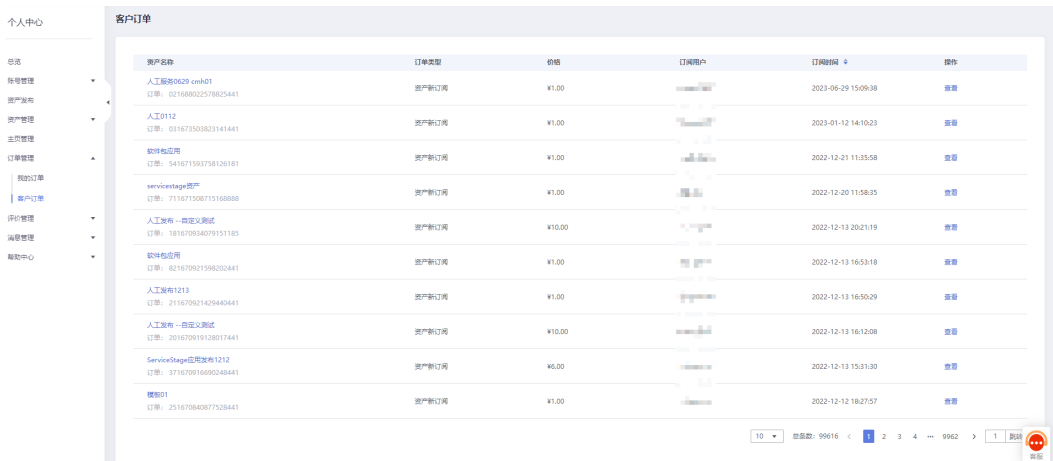 个人中心
总览
账号管理
资产发布
资产管理
主页管理
订单管理
我的订单
客户订单
评价管理
消息管理
帮助中心
客户订单
资产名称 订单类型 价格 订阅用户 订阅时间 操作
人工服务0629 cmh01
订单: 021688022578825441 资产新订阅 ¥1.00 2023-06-29 15:09:38 查看
人工0112
订单: 031673503823141441 资产新订阅 ¥1.00 2023-01-12 14:10:23 查看
软件包应用
订单: 541671593758126181 资产新订阅 ¥1.00 2022-12-21 11:35:58 查看
servicestage资产
订单: 711671508715168888 资产新订阅 ¥1.00 2022-12-20 11:58:35 查看
人工发布 --自定义测试
订单: 181670934079151185 资产新订阅 ¥10.00 2022-12-13 20:21:19 查看
软件包应用
订单: 821670921598202441 资产新订阅 ¥1.00 2022-12-13 16:53:18 查看
人工发布1213
订单: 211670921429440441 资产新订阅 ¥1.00 2022-12-13 16:50:29 查看
人工发布 --自定义测试
订单: 201670919128017441 资产新订阅 ¥10.00 2022-12-13 16:12:08 查看
ServiceStage应用发布1212
订单: 371670916690248441 资产新订阅 ¥6.00 2022-12-13 15:31:30 查看
模板01
订单: 251670840877528441 资产新订阅 ¥1.00 2022-12-12 18:27:57 查看
10 总条数: 99616 < 1 2 3 4 ··· 9962 > 1 跳转
客服